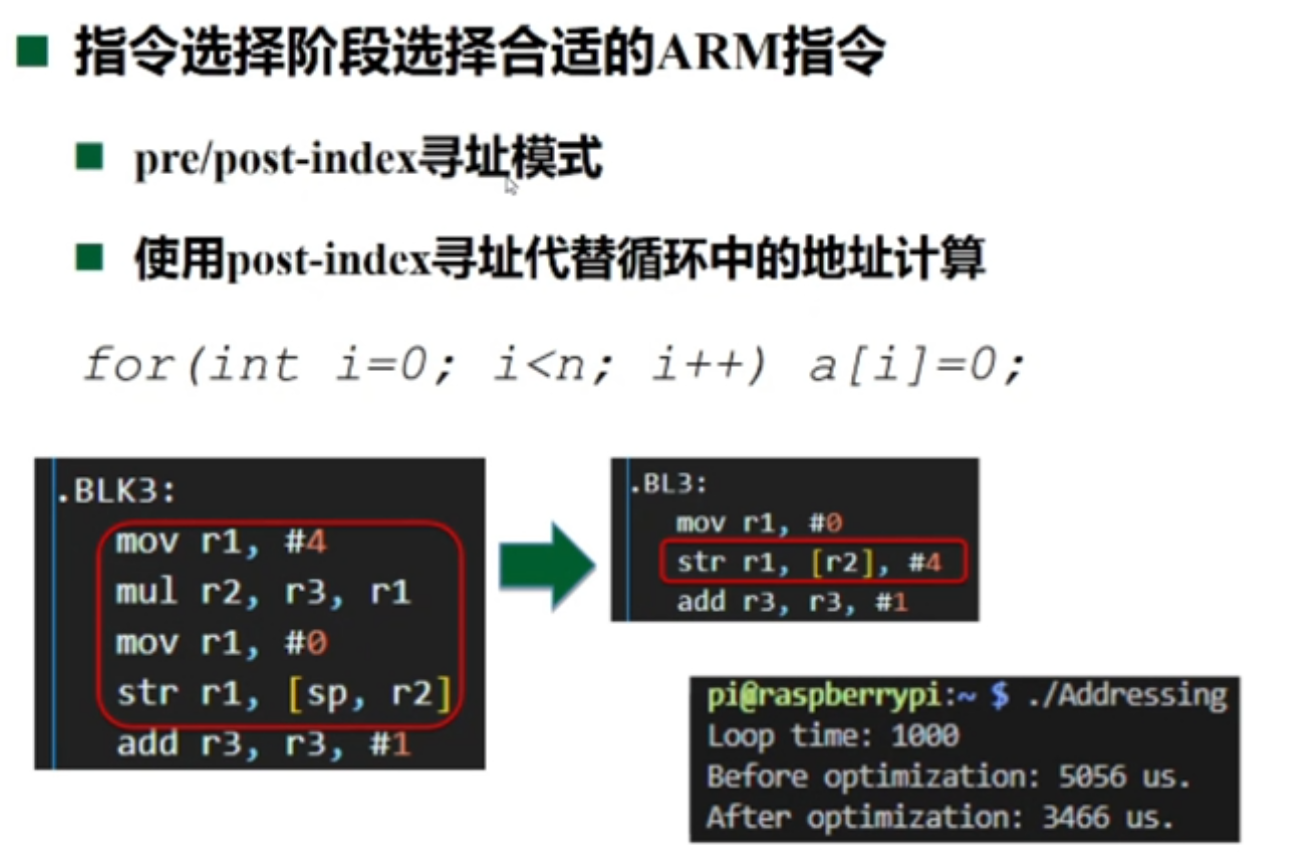 指令选择阶段选择合适的ARM指令
pre/post-index寻址模式
使用post-index寻址代替循环中的地址计算
for(int i=0; i<n; i++) a[i]=0;
.BLK3:
mov r1, #4
mul r2, r3, r1
mov r1, #0
str r1, [sp, r2]
add r3, r3, #1
.BL3:
mov r1, #0
str r1, [r2], #4
add r3, r3, #1
pi@raspberrypi:~ $ ./Addressing
Loop time: 1000
Before optimization: 5056 us.
After optimization: 3466 us.